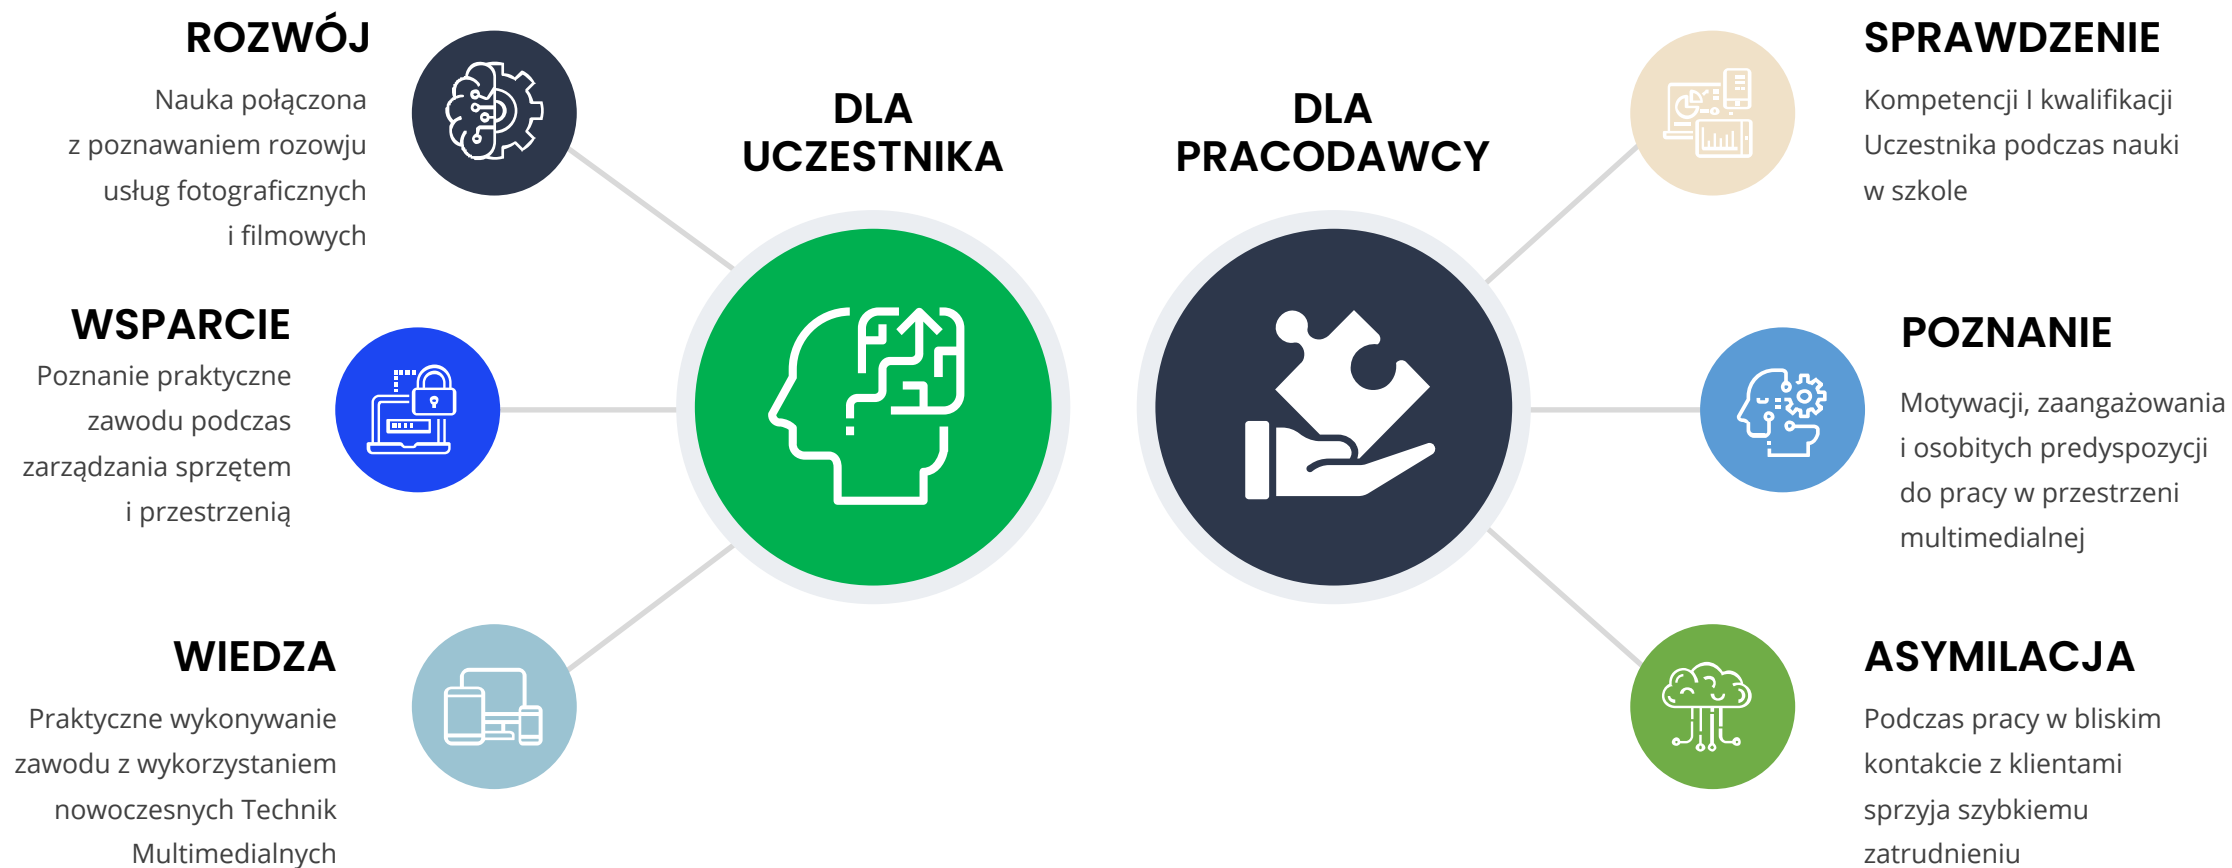 ROZWÓJ
Nauka połączona
z poznawaniem rozowju
usług fotograficznych
i filmowych
WSPARCIE
Poznanie praktyczne
zawodu podczas
zarządzania sprzętem
i przestrzenią
WIEDZA
Praktyczne wykonywanie
zawodu z wykorzystaniem
nowoczesnych Technik
Multimedialnych
DLA
UCZESTNIKA
DLA
PRACODAWCY
SPRAWDZENIE
Kompetencji I kwalifikacji
Uczestnika podczas nauki
w szkole
POZNANIE
Motywacji, zaangażowania
i osobitych predyspozycji
do pracy w przestrzeni
multimedialnej
ASYMILACJA
Podczas pracy w bliskim
kontakcie z klientami
sprzyja szybkiemu
zatrudnieniu